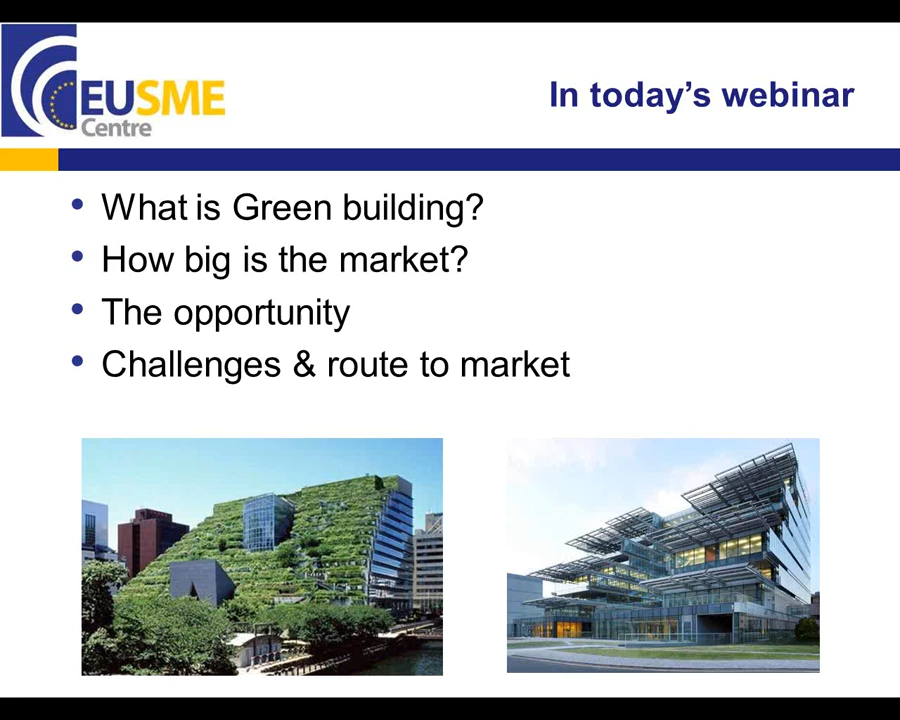 EUSME
Centre
In today’s webinar
• What is Green building?
• How big is the market?
• The opportunity
• Challenges & route to market